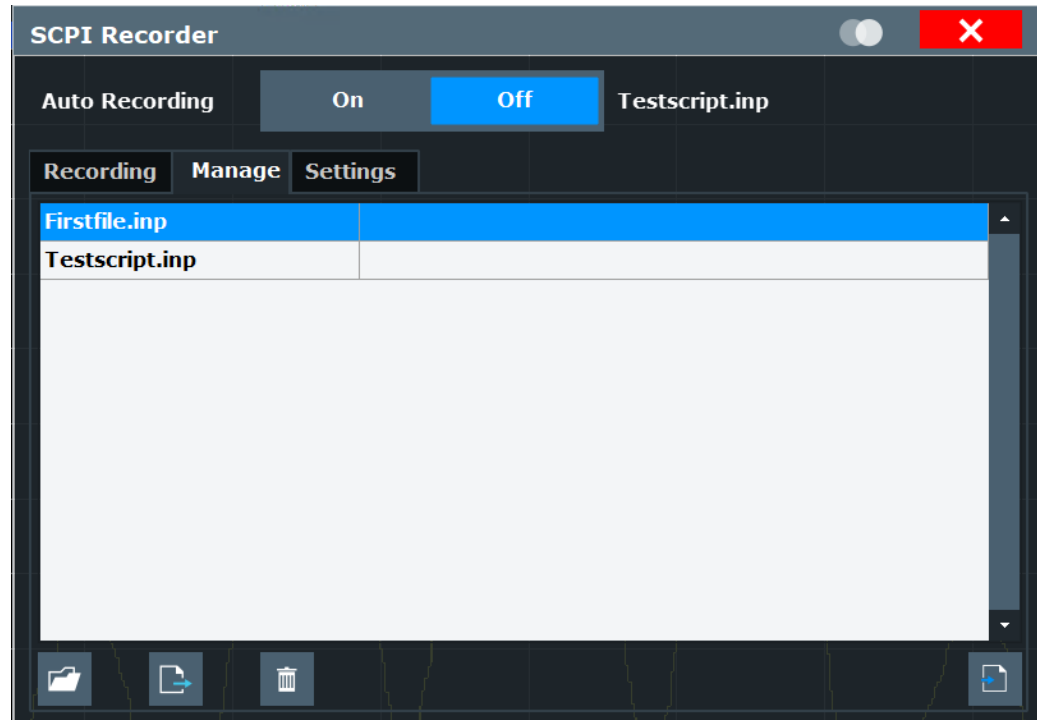 SCPI Recorder
Auto Recording On Off Testscript.inp
Recording Manage Settings
Firstfile.inp
Testscript.inp